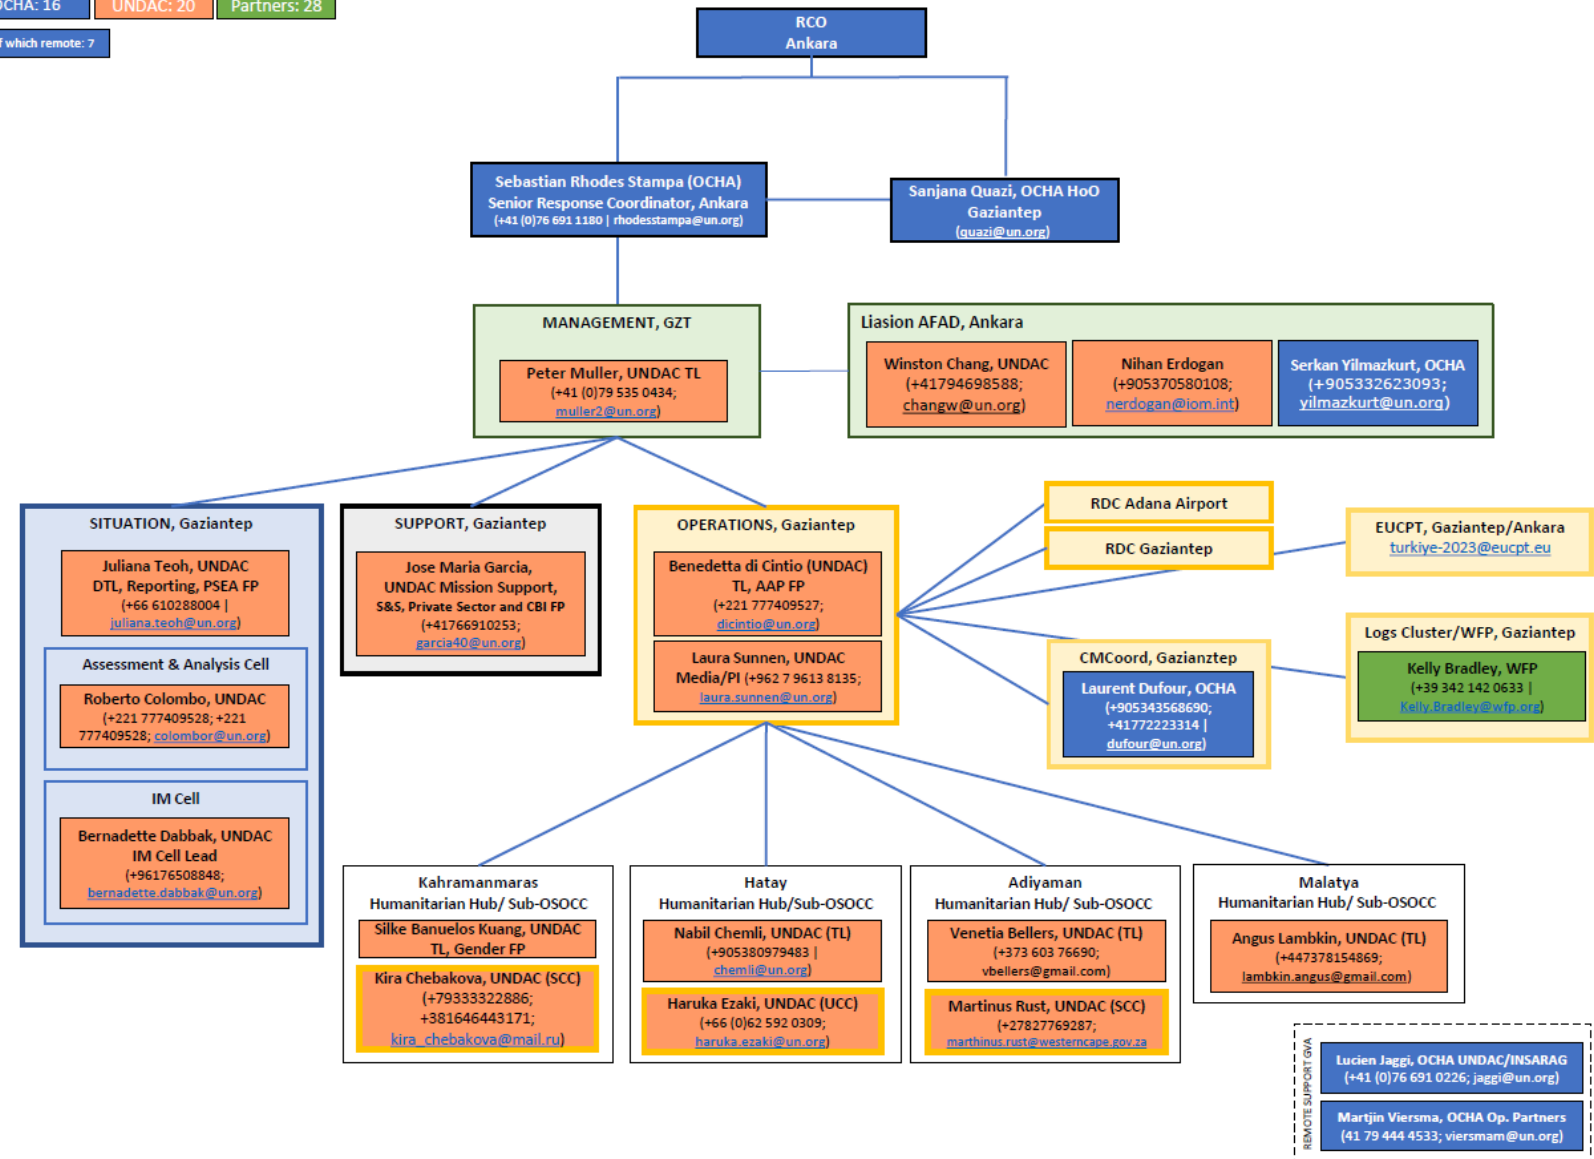 OCHA: 16
UNDAC: 20
Partners: 28
f which remote: 7
RCO
Ankara
Sebastian Rhodes Stampa (OCHA)
Senior Response Coordinator, Ankara
(+41 (0)76 691 1180 | rhodesstampa@un.org)
Sanjana Quazi, OCHA HoO
Gaziantep
(quazi@un.org)
MANAGEMENT, GZT
Peter Muller, UNDAC TL
(+41 (0)79 535 0434;
muller2@un.org)
Liasion AFAD, Ankara
Winston Chang, UNDAC
(+41794698588;
changw@un.org)
Nihan Erdogan
(+905370580108;
nerdogan@iom.int)
Serkan Yilmazkurt, OCHA
(+905332623093;
yilmazkurt@un.org)
SITUATION, Gaziantep
Juliana Teoh, UNDAC
DTL, Reporting, PSEA FP
(+66 610288004 |
juliana.teoh@un.org)
Assessment & Analysis Cell
Roberto Colombo, UNDAC
(+221 777409528; +221
777409528; colombor@un.org)
IM Cell
Bernadette Dabbak, UNDAC
IM Cell Lead
(+96176508848;
bernadette.dabbak@un.org)
SUPPORT, Gaziantep
Jose Maria Garcia,
UNDAC Mission Support,
S&S, Private Sector and CBI FP
(+41766910253;
garcia40@un.org)
OPERATIONS, Gaziantep
Benedetta di Cintio (UNDAC)
TL, AAP FP
(+221 777409527;
dicintio@un.org)
Laura Sunnen, UNDAC
Media/PI (+962 7 9613 8135;
laura.sunnen@un.org)
RDC Adana Airport
RDC Gaziantep
EUCPT, Gaziantep/Ankara
turkiye-2023@eucpt.eu
CMCoord, Gazianztep
Laurent Dufour, OCHA
(+905343568690;
+41772223314 |
dufour@un.org)
Logs Cluster/WFP, Gaziantep
Kelly Bradley, WFP
(+39 342 142 0633 |
Kelly.Bradley@wfp.org)
Kahramanmaras
Humanitarian Hub/ Sub-OSOCC
Silke Banuelos Kuang, UNDAC
TL, Gender FP
Kira Chebakova, UNDAC (SCC)
(+79333322886;
+381646443171;
kira_chebakova@mail.ru)
Hatay
Humanitarian Hub/Sub-OSOCC
Nabil Chemli, UNDAC (TL)
(+905380979483 |
chemli@un.org)
Haruka Ezaki, UNDAC (UCC)
(+66 (0)62 592 0309;
haruka.ezaki@un.org)
Adiyaman
Humanitarian Hub/ Sub-OSOCC
Venetia Bellers, UNDAC (TL)
(+373 603 76690;
vbellers@gmail.com)
Martinus Rust, UNDAC (SCC)
(+27827769287;
marthinus.rust@westerncape.gov.za
Malatya
Humanitarian Hub/ Sub-OSOCC
Angus Lambkin, UNDAC (TL)
(+447378154869;
lambkin.angus@gmail.com)
REMOTE SUPPORT GVA
Lucien Jaggi, OCHA UNDAC/INSARAG
(+41 (0)76 691 0226; jaggi@un.org)
Martjin Viersma, OCHA Op. Partners
(41 79 444 4533; viersmam@un.org)